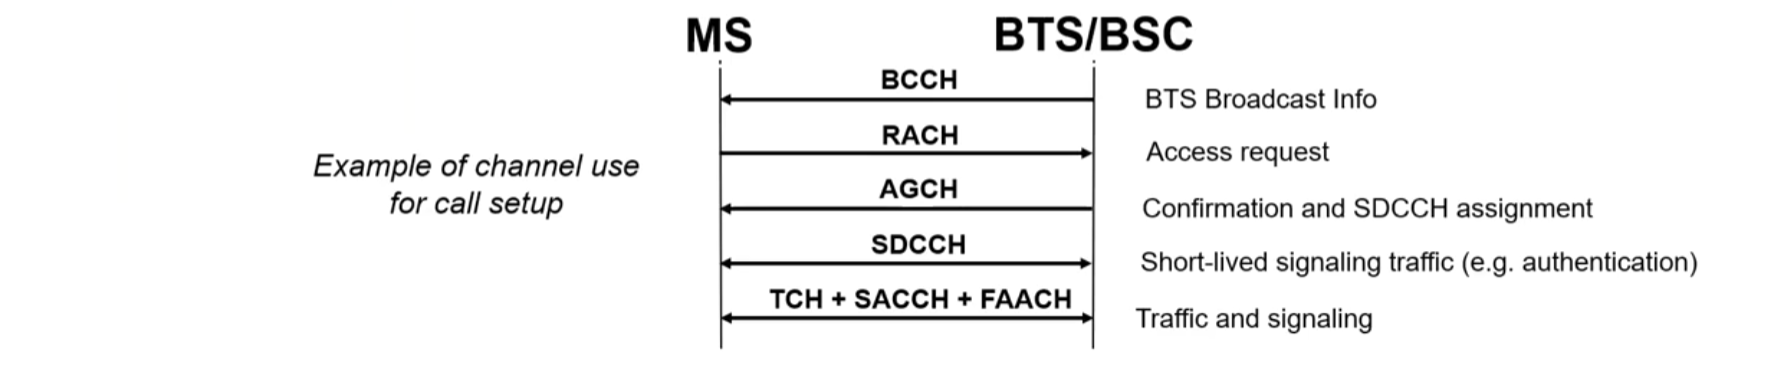 MS BTS/BSC
BCCH BTS Broadcast Info
RACH Access request
Example of channel use
for call setup
AGCH Confirmation and SDCCH assignment
SDCCH Short-lived signaling traffic (e.g. authentication)
TCH + SACCH + FAACH Traffic and signaling